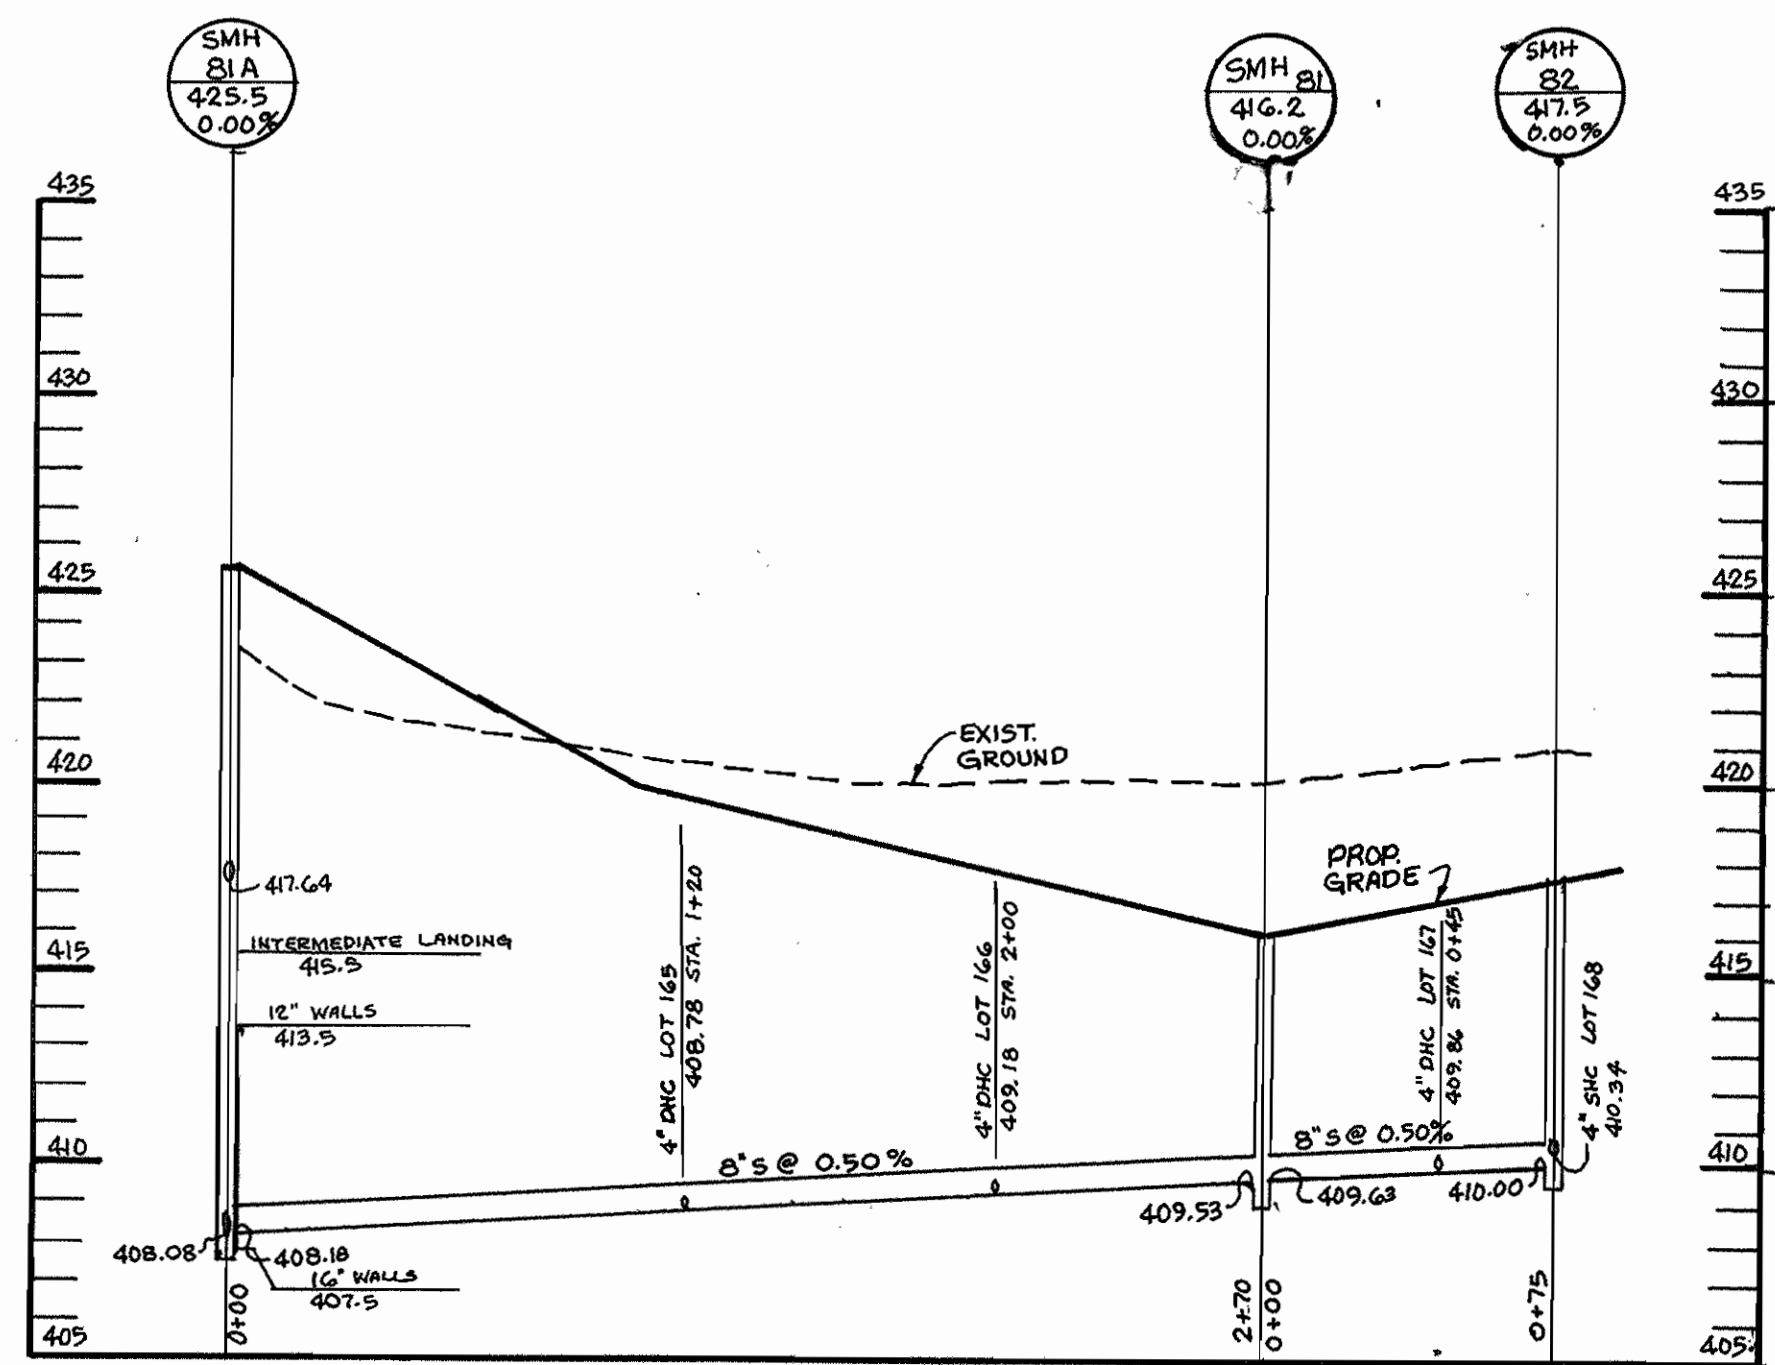 SMH
81A
425.5
0.00%
SMH 81
416.2
0.00%
SMH
82
417.5
0.00%
435
430
425
420
415
410
405
435
430
425
420
415
410
405
EXIST.
GROUND
PROP.
GRADE
417.64
INTERMEDIATE LANDING
415.5
12" WALLS
413.5
4" DHC LOT 165
408.78 STA. 1+20
4" DHC LOT 166
409.18 STA. 2+00
4" DHC LOT 167
409.86 STA. 0+45
4" SHC LOT 168
410.34
8" S @ 0.50%
8" S @ 0.50%
409.53
409.63
410.00
408.08
408.18
16" WALLS
407.5
0+00
2+70
0+00
0+75